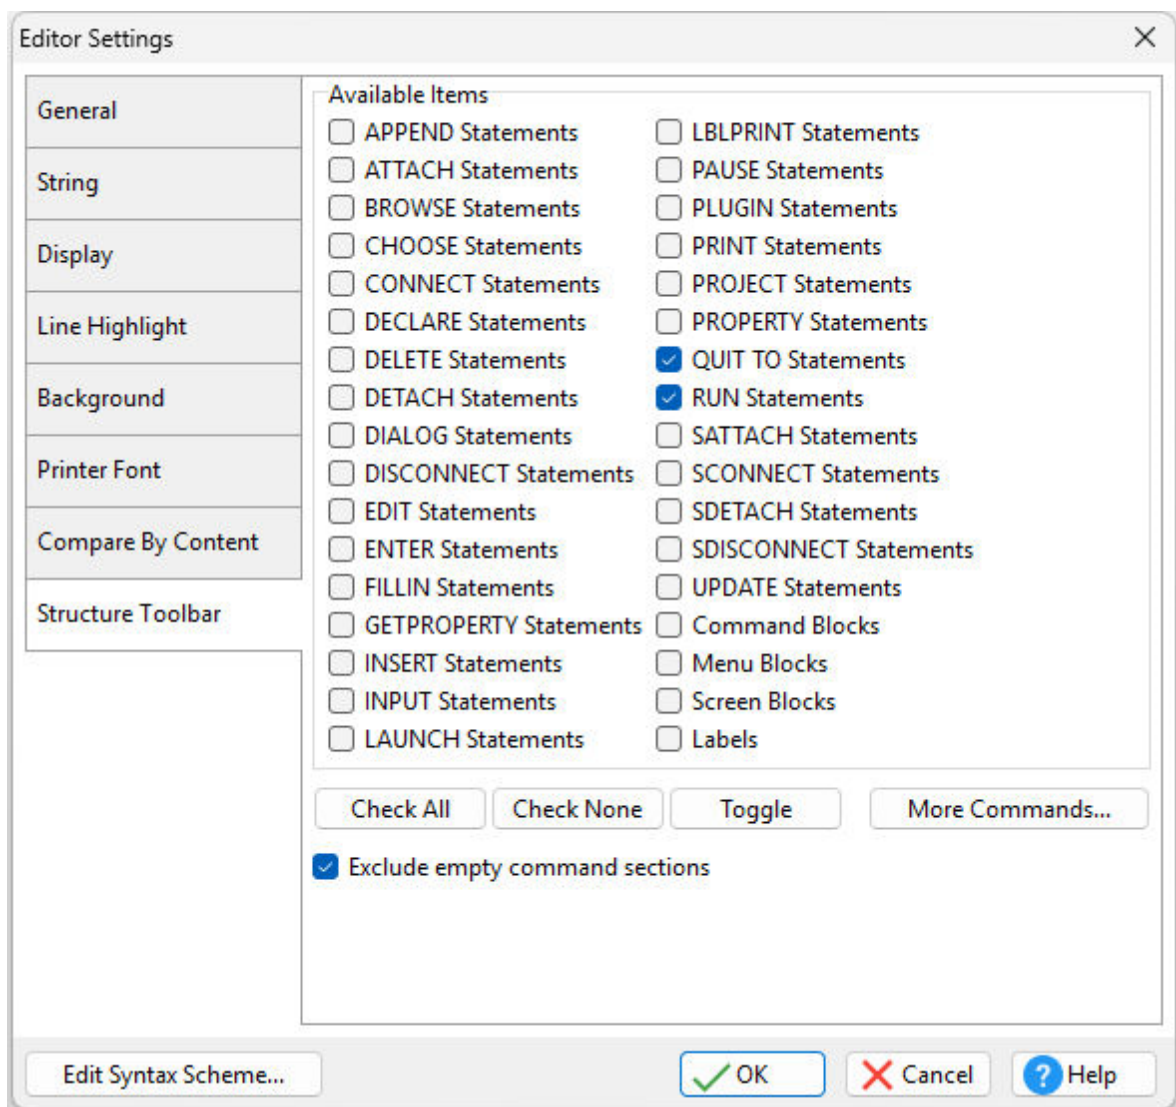 Editor Settings
General
String
Display
Line Highlight
Background
Printer Font
Compare By Content
Structure Toolbar
Available Items
APPEND Statements
ATTACH Statements
BROWSE Statements
CHOOSE Statements
CONNECT Statements
DECLARE Statements
DELETE Statements
DETACH Statements
DIALOG Statements
DISCONNECT Statements
EDIT Statements
ENTER Statements
FILLIN Statements
GETPROPERTY Statements
INSERT Statements
INPUT Statements
LAUNCH Statements
LBLPRINT Statements
PAUSE Statements
PLUGIN Statements
PRINT Statements
PROJECT Statements
PROPERTY Statements
QUIT TO Statements
RUN Statements
SATTACH Statements
SCONNECT Statements
SDETACH Statements
SDISCONNECT Statements
UPDATE Statements
Command Blocks
Menu Blocks
Screen Blocks
Labels
Check All
Check None
Toggle
More Commands...
Exclude empty command sections
Edit Syntax Scheme...
OK
Cancel
? Help